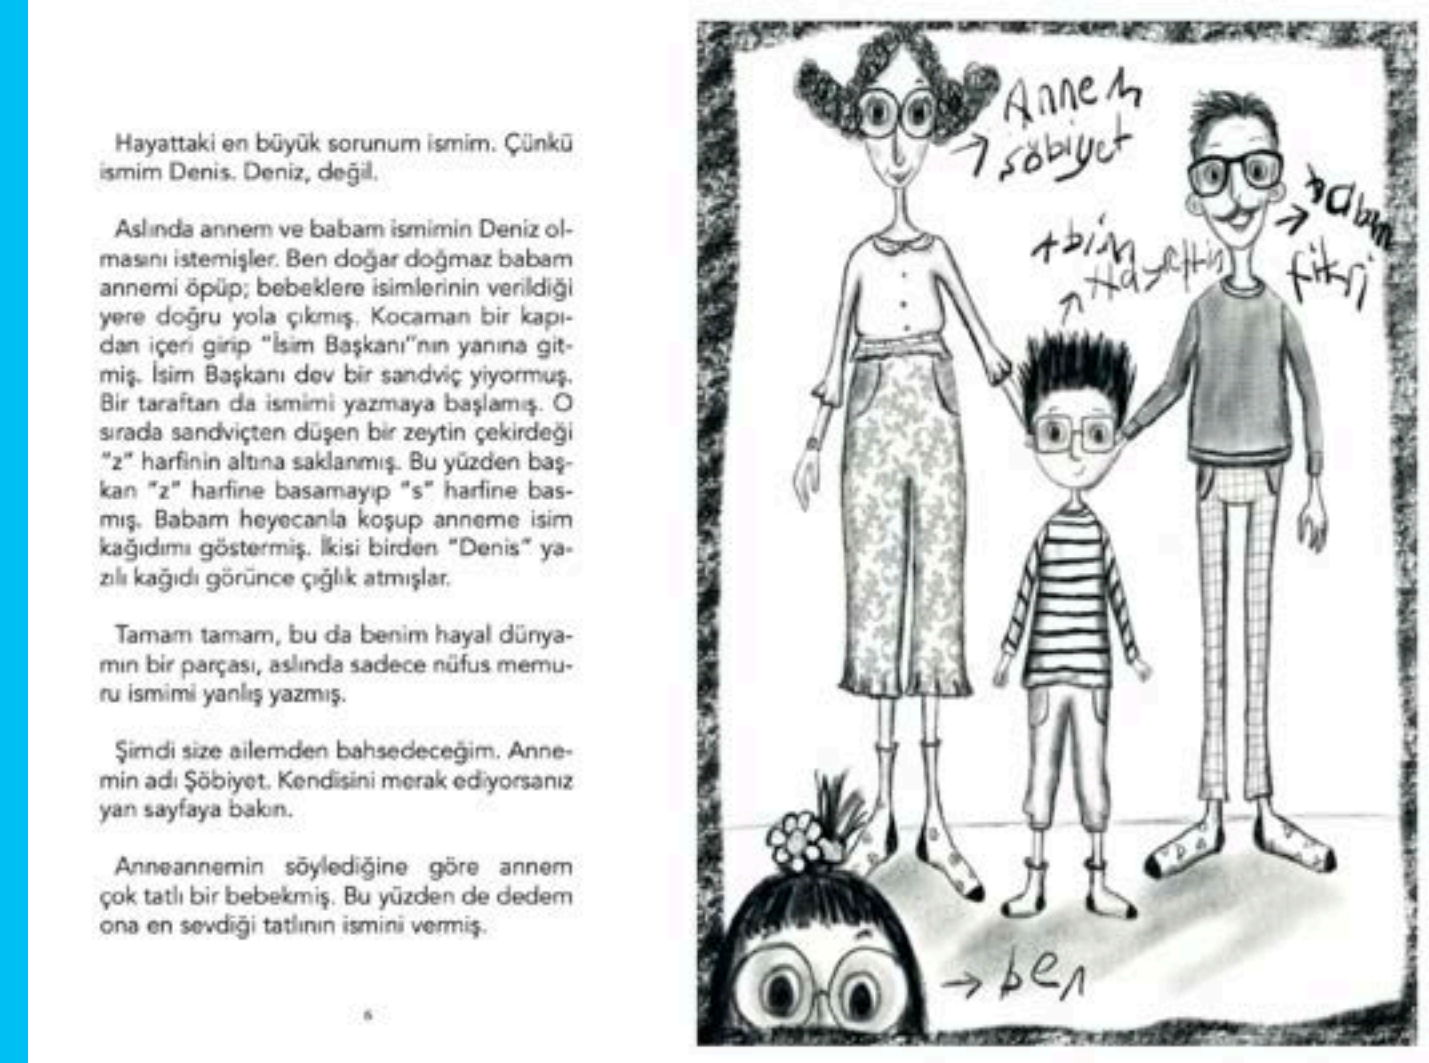 Hayattaki en büyük sorunum ismim. Çünkü
ismim Denis. Deniz, değil.
Aslında annem ve babam ismimin Deniz ol-
masını istemişler. Ben doğar doğmaz babam
annemi öpüp; bebeklere isimlerinin verildiği
yere doğru yola çıkmış. Kocaman bir kapı-
dan içeri girip "İsim Başkanı"nın yanına git-
miş. İsim Başkanı dev bir sandviç yiyormuş.
Bir taraftan da ismimi yazmaya başlamış. O
sırada sandviçten düşen bir zeytin çekirdeği
"z" harfinin altına saklanmış. Bu yüzden baş-
kan "z" harfine basamayıp "s" harfine bas-
mış. Babam heyecanla koşup anneme isim
kağıdımı göstermiş. İkisi birden "Denis" ya-
zılı kağıdı görünce çığlık atmışlar.
Tamam tamam, bu da benim hayal dünya-
mın bir parçası, aslında sadece nüfus memu-
ru ismimi yanlış yazmış.
Şimdi size ailemden bahsedeceğim. Anne-
min adı Şöbiyet. Kendisini merak ediyorsanız
yan sayfaya bakın.
Anneannemin söylediğine göre annem
çok tatlı bir bebekmiş. Bu yüzden de dedem
ona en sevdiği tatlının ismini vermiş.
6
Annem
şöbiyet
babam
fikri
Abim
Hayrettin
ben